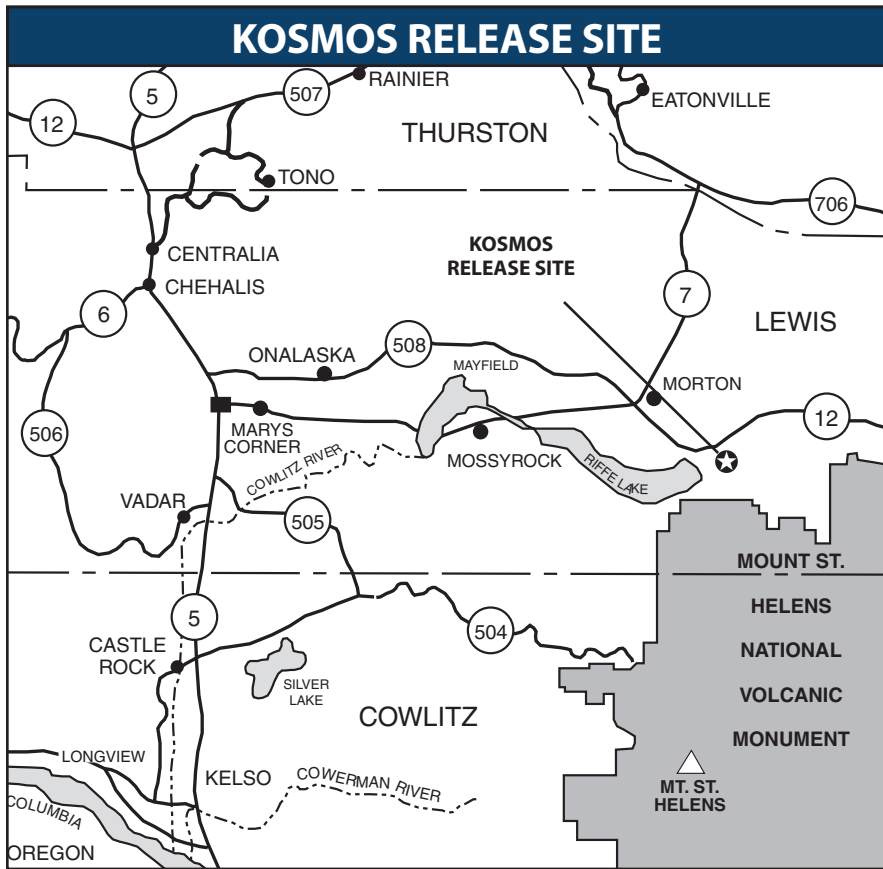 KOSMOS RELEASE SITE
5
507
RAINIER
EATONVILLE
12
THURSTON
TONO
706
CENTRALIA
KOSMOS
RELEASE SITE
CHEHALIS
6
7
LEWIS
ONALASKA
508
MAYFIELD
MORTON
506
MARYS
CORNER
12
MOSSYROCK
RIFFE LAKE
COWLITZ RIVER
VADAR
505
MOUNT ST.
HELENS
NATIONAL
VOLCANIC
MONUMENT
5
504
CASTLE
ROCK
SILVER
LAKE
COWLITZ
LONGVIEW
KELSO
COWERMAN RIVER
MT. ST.
HELENS
COLUMBIA
OREGON